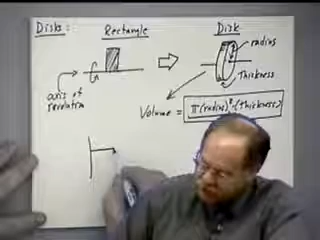 Disks:
Rectangle
Disk
radius
Thickness
axis of
revolution
Volume = π(radius)²(Thickness)